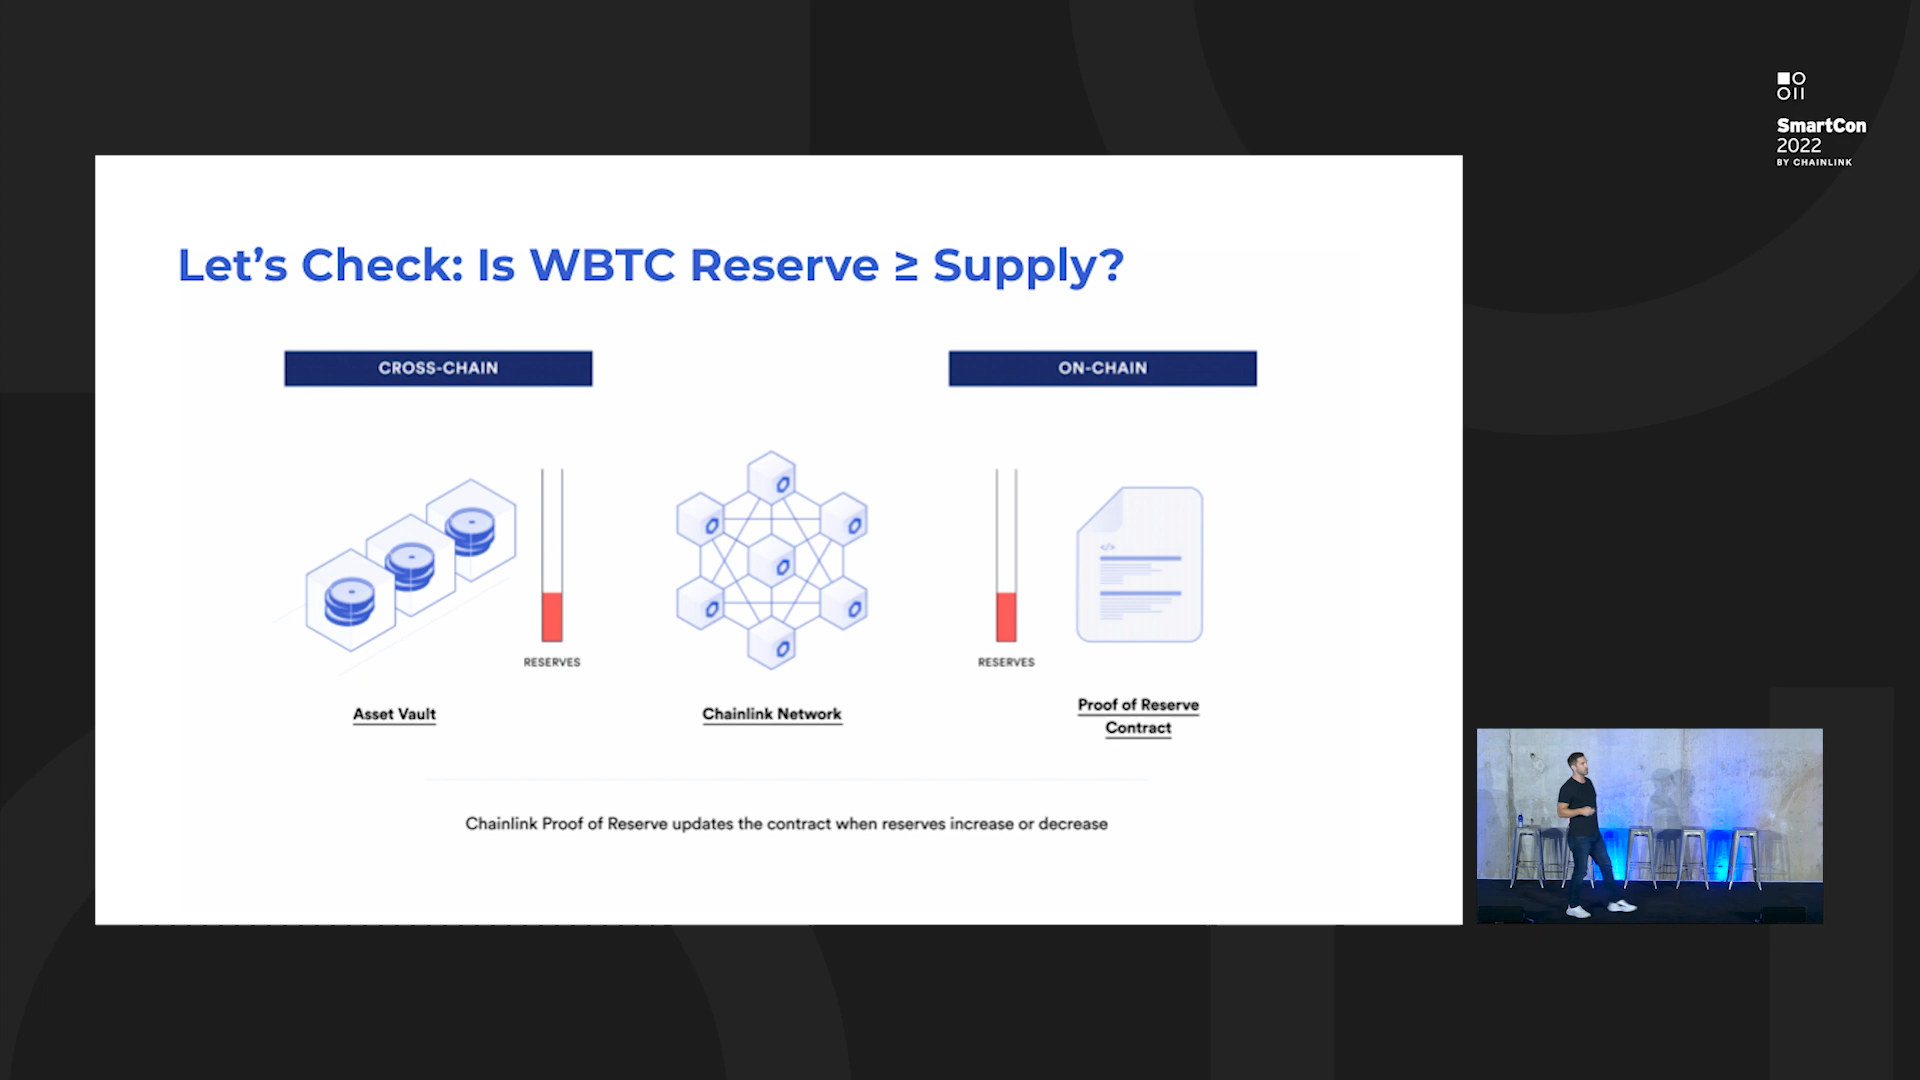 SmartCon
2022
BY CHAINLINK
Let's Check: Is WBTC Reserve ≥ Supply?
CROSS-CHAIN
ON-CHAIN
</>
RESERVES
RESERVES
Asset Vault
Chainlink Network
Proof of Reserve
Contract
Chainlink Proof of Reserve updates the contract when reserves increase or decrease